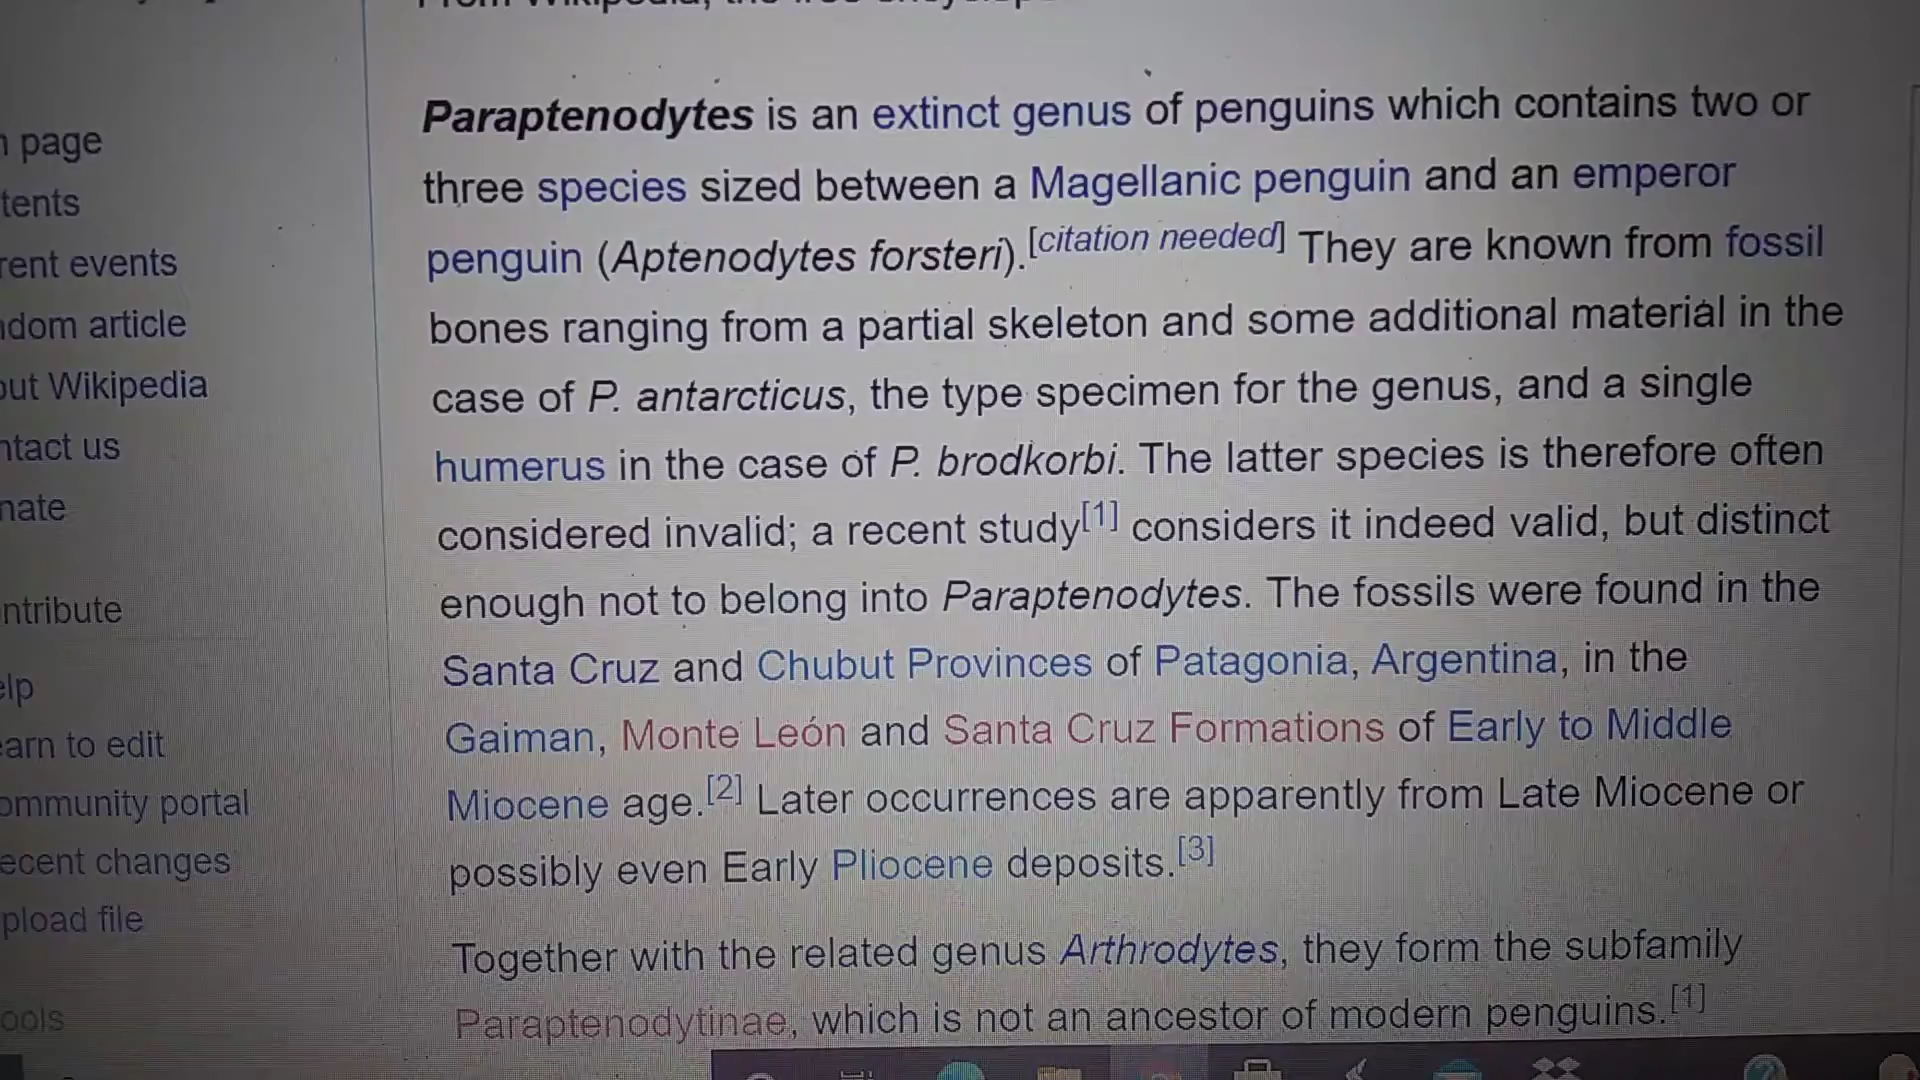 Paraptenodytes is an extinct genus of penguins which contains two or
three species sized between a Magellanic penguin and an emperor
penguin (Aptenodytes forsteri).[citation needed] They are known from fossil
bones ranging from a partial skeleton and some additional material in the
case of P. antarcticus, the type specimen for the genus, and a single
humerus in the case of P. brodkorbi. The latter species is therefore often
considered invalid; a recent study[1] considers it indeed valid, but distinct
enough not to belong into Paraptenodytes. The fossils were found in the
Santa Cruz and Chubut Provinces of Patagonia, Argentina, in the
Gaiman, Monte León and Santa Cruz Formations of Early to Middle
Miocene age.[2] Later occurrences are apparently from Late Miocene or
possibly even Early Pliocene deposits.[3]
Together with the related genus Arthrodytes, they form the subfamily
Paraptenodytinae, which is not an ancestor of modern penguins.[1]
page
tents
rent events
dom article
out Wikipedia
ntact us
nate
ntribute
elp
earn to edit
ommunity portal
ecent changes
pload file
ools